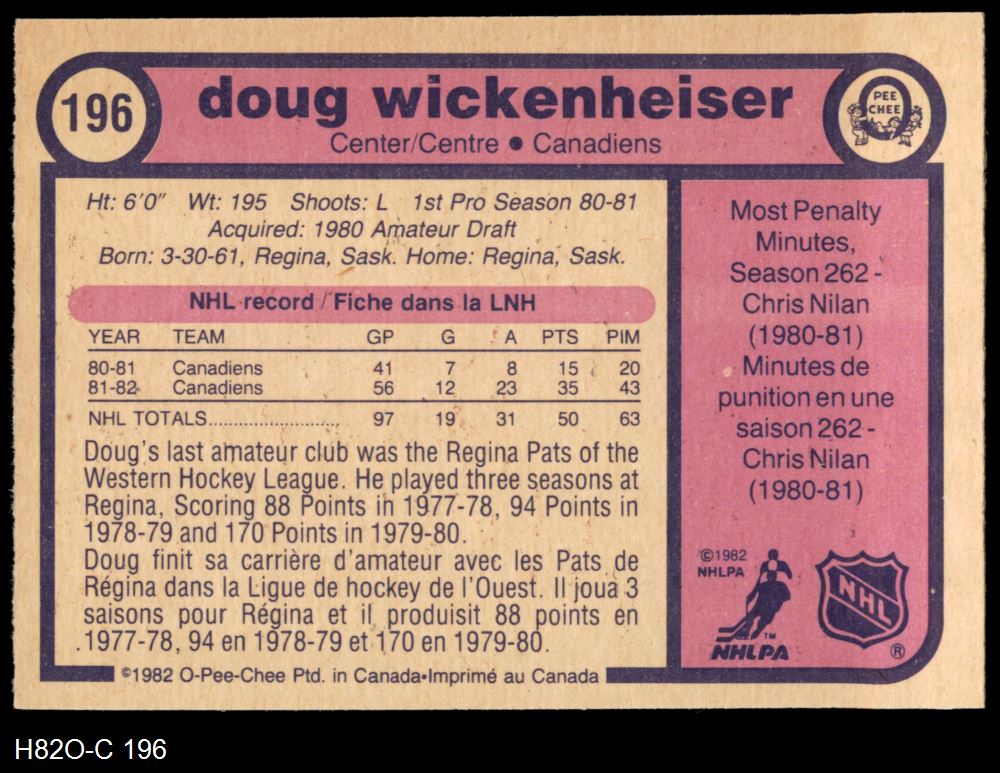 196
doug wickenheiser
Center/Centre • Canadiens
PEE
CHEE
Ht: 6'0" Wt: 195 Shoots: L 1st Pro Season 80-81
Acquired: 1980 Amateur Draft
Born: 3-30-61, Regina, Sask. Home: Regina, Sask.
NHL record / Fiche dans la LNH
YEAR TEAM GP G A PTS PIM
80-81 Canadiens 41 7 8 15 20
81-82 Canadiens 56 12 23 35 43
NHL TOTALS........................ 97 19 31 50 63
Doug's last amateur club was the Regina Pats of the
Western Hockey League. He played three seasons at
Regina, Scoring 88 Points in 1977-78, 94 Points in
1978-79 and 170 Points in 1979-80.
Doug finit sa carrière d'amateur avec les Pats de
Régina dans la Ligue de hockey de l'Ouest. Il joua 3
saisons pour Régina et il produisit 88 points en
1977-78, 94 en 1978-79 et 170 en 1979-80.
©1982 O-Pee-Chee Ptd. in Canada•Imprimé au Canada
Most Penalty
Minutes,
Season 262 -
Chris Nilan
(1980-81)
Minutes de
punition en une
saison 262 -
Chris Nilan
(1980-81)
©1982
NHLPA
TM
NHLPA
NHL
®
H82O-C 196